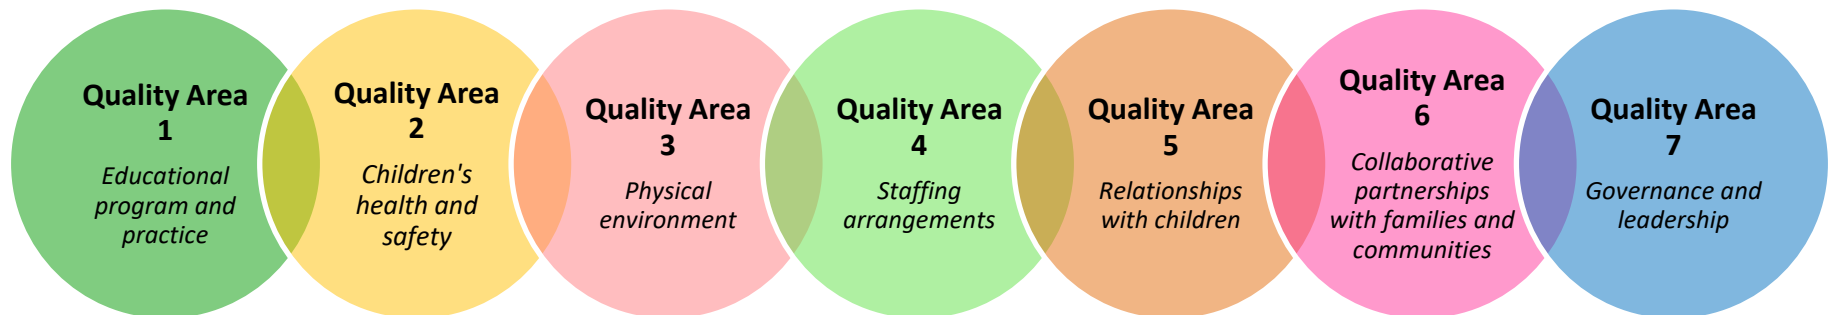 Quality Area
1
Educational
program and
practice
Quality Area
2
Children's
health and
safety
Quality Area
3
Physical
environment
Quality Area
4
Staffing
arrangements
Quality Area
5
Relationships
with children
Quality Area
6
Collaborative
partnerships
with families and
communities
Quality Area
7
Governance and
leadership